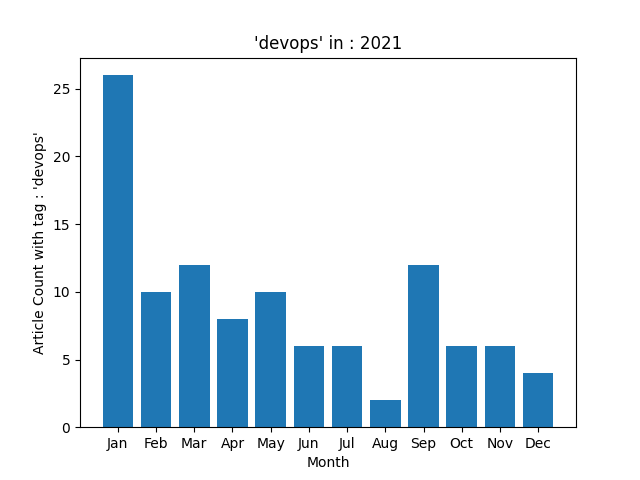 'devops' in : 2021
Article Count with tag : 'devops'
25
20
15
10
5
0
Jan Feb Mar Apr May Jun Jul Aug Sep Oct Nov Dec
Month